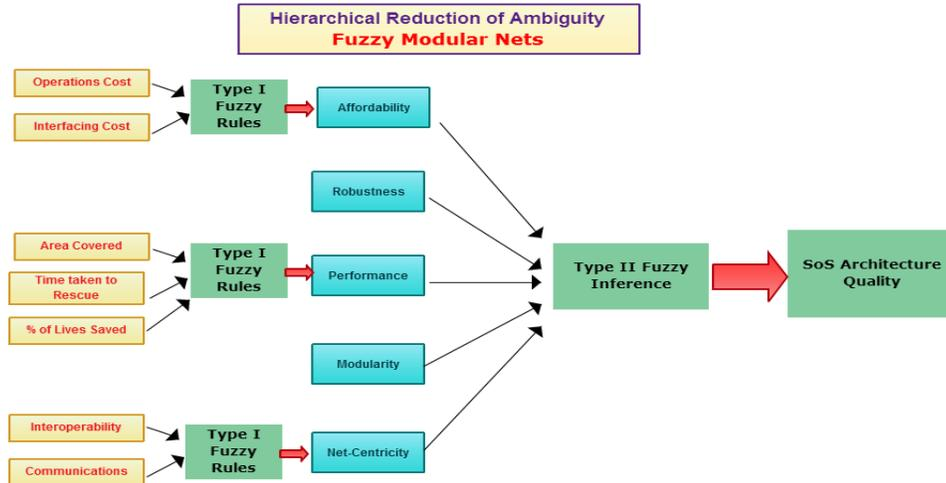 Hierarchical Reduction of Ambiguity
Fuzzy Modular Nets
Operations Cost
Interfacing Cost
Type I
Fuzzy
Rules
Affordability
Robustness
Area Covered
Time taken to
Rescue
% of Lives Saved
Type I
Fuzzy
Rules
Performance
Modularity
Interoperability
Communications
Type I
Fuzzy
Rules
Net-Centricity
Type II Fuzzy
Inference
SoS Architecture
Quality